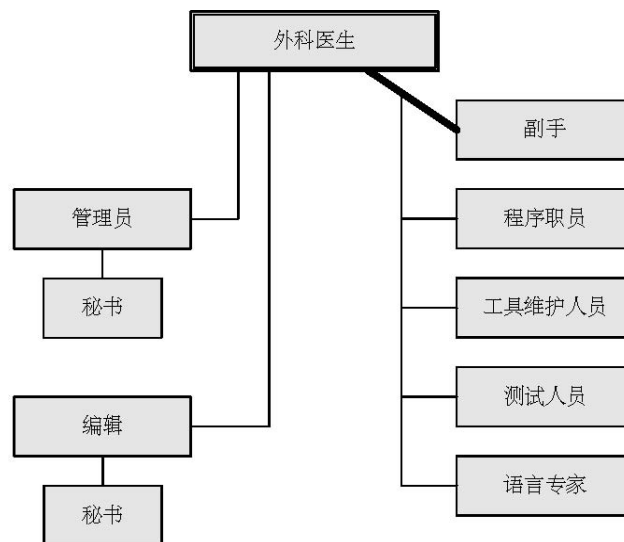 外科医生
副手
管理员
程序职员
秘书
工具维护人员
编辑
测试人员
秘书
语言专家